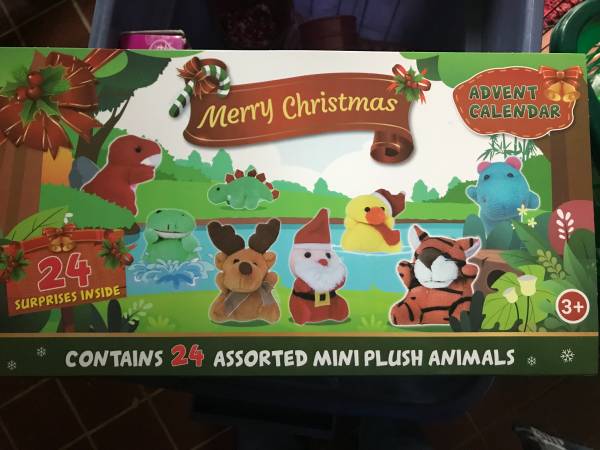 Merry Christmas
ADVENT
CALENDAR
24
SURPRISES INSIDE
3+
CONTAINS 24 ASSORTED MINI PLUSH ANIMALS